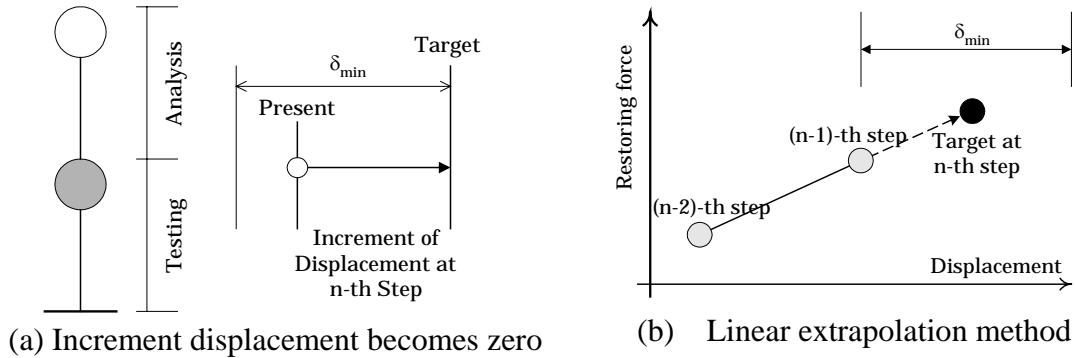 Analysis
Testing
Target
δmin
Present
Increment of
Displacement at
n-th Step
(a) Increment displacement becomes zero
Restoring force
δmin
(n-1)-th step
Target at
n-th step
(n-2)-th step
Displacement
(b) Linear extrapolation method